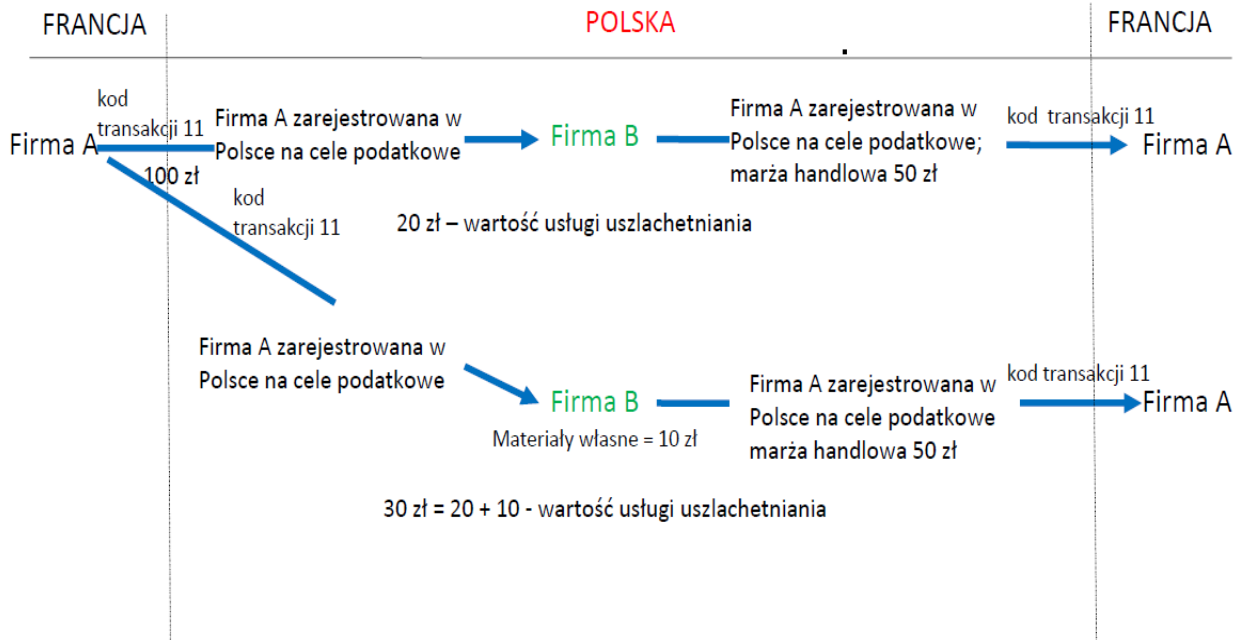 FRANCJA
POLSKA
FRANCJA
kod
transakcji 11
Firma A
100 zł
Firma A zarejestrowana w
Polsce na cele podatkowe
Firma B
Firma A zarejestrowana w
Polsce na cele podatkowe;
marża handlowa 50 zł
kod transakcji 11
Firma A
kod
transakcji 11
20 zł – wartość usługi uszlachetniania
Firma A zarejestrowana w
Polsce na cele podatkowe
Firma B
Materiały własne = 10 zł
Firma A zarejestrowana w
Polsce na cele podatkowe
marża handlowa 50 zł
kod transakcji 11
Firma A
30 zł = 20 + 10 - wartość usługi uszlachetniania